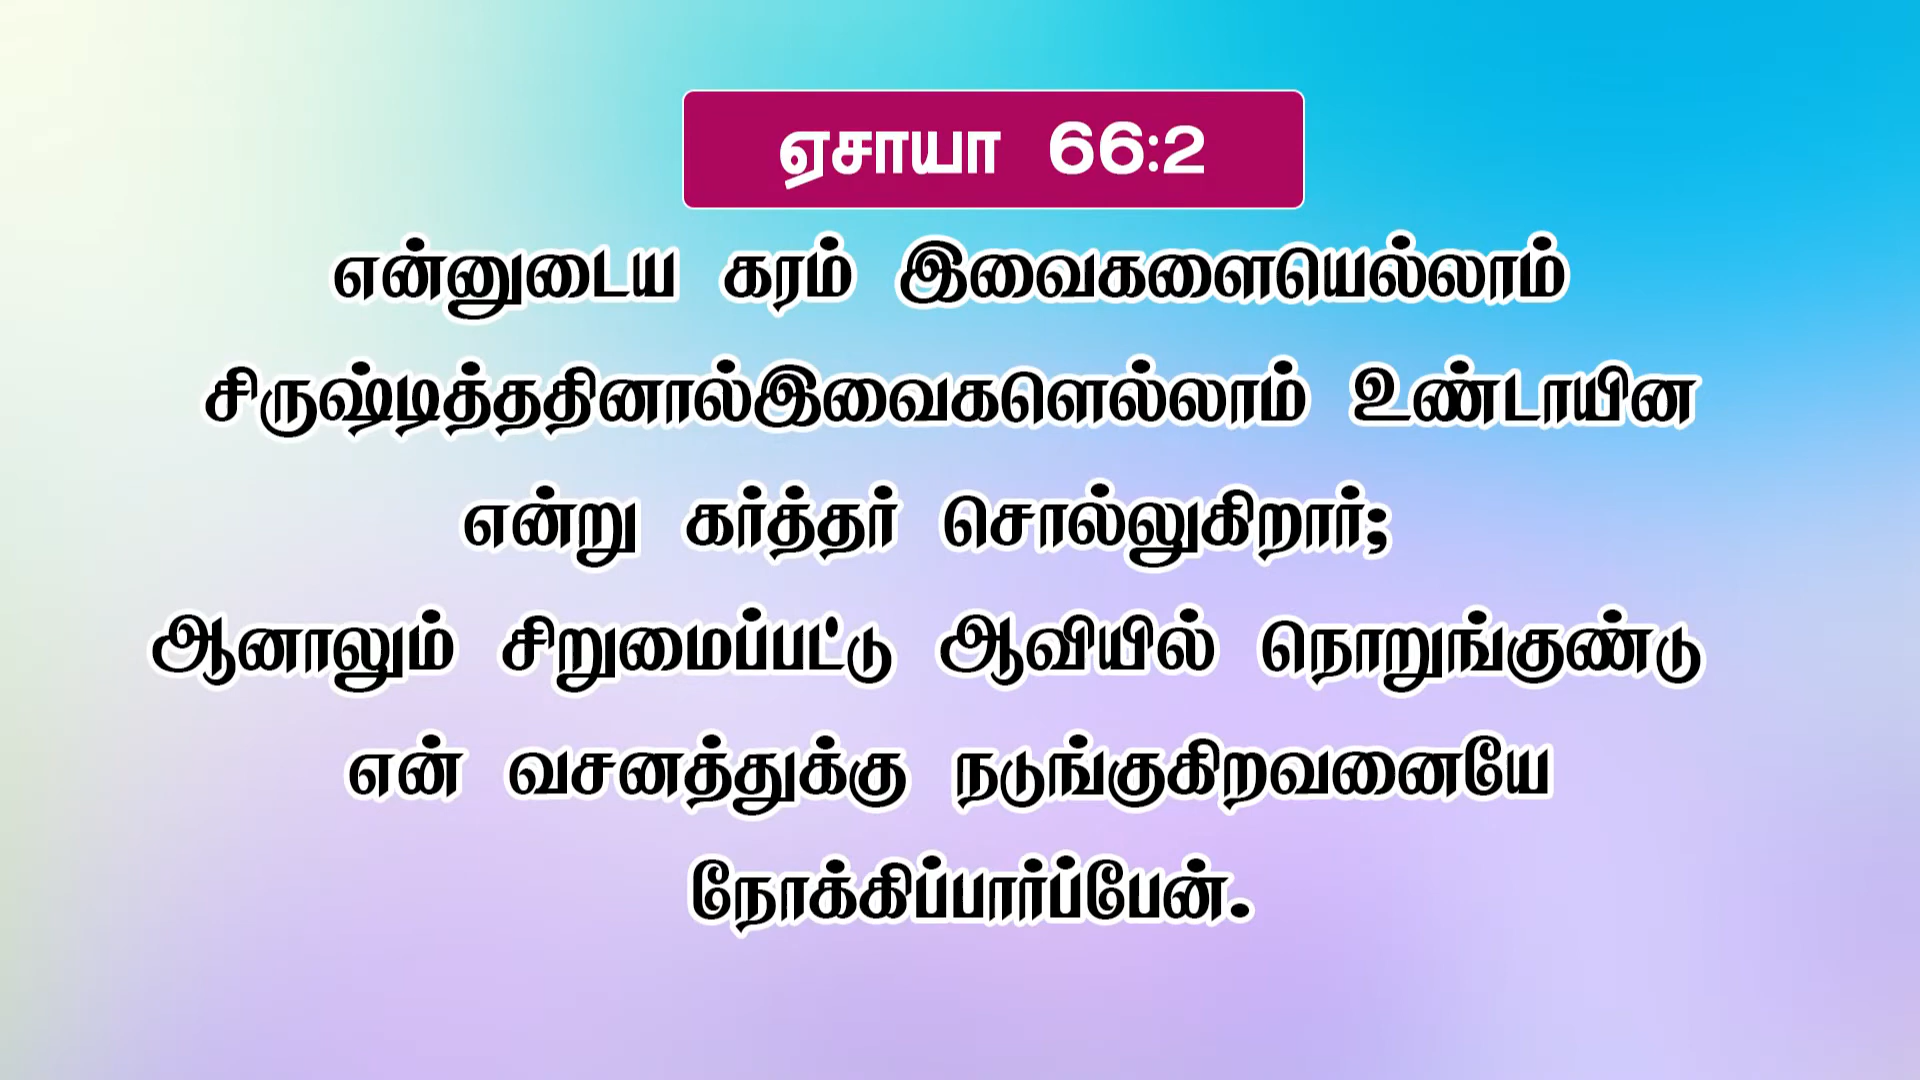 ஏசாயா 66:2
என்னுடைய கரம் இவைகளையெல்லாம்
சிருஷ்டித்ததினால்இவைகளெல்லாம் உண்டாயின
என்று கர்த்தர் சொல்லுகிறார்;
ஆனாலும் சிறுமைப்பட்டு ஆவியில் நொறுங்குண்டு
என் வசனத்துக்கு நடுங்குகிறவனையே
நோக்கிப்பார்ப்பேன்.